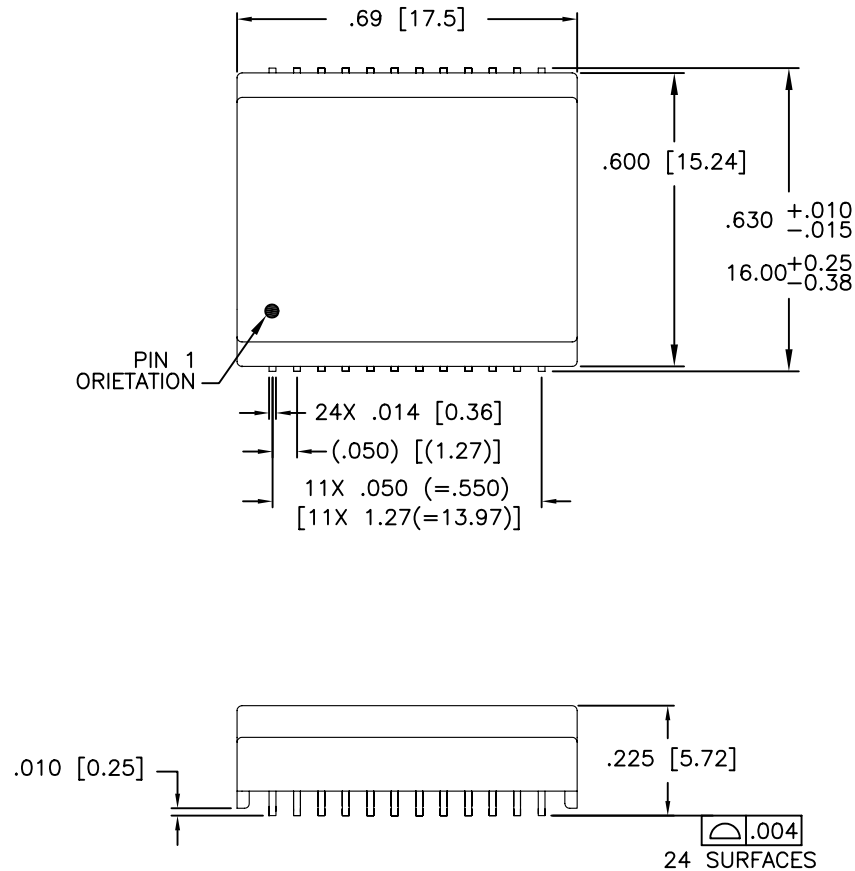 .69 [17.5]
.600 [15.24]
.630 +.010
-.015
16.00 +0.25
-0.38
PIN 1
ORIETATION
24X .014 [0.36]
(.050) [(1.27)]
11X .050 (=.550)
[11X 1.27(=13.97)]
.010 [0.25]
.225 [5.72]
.004
24 SURFACES